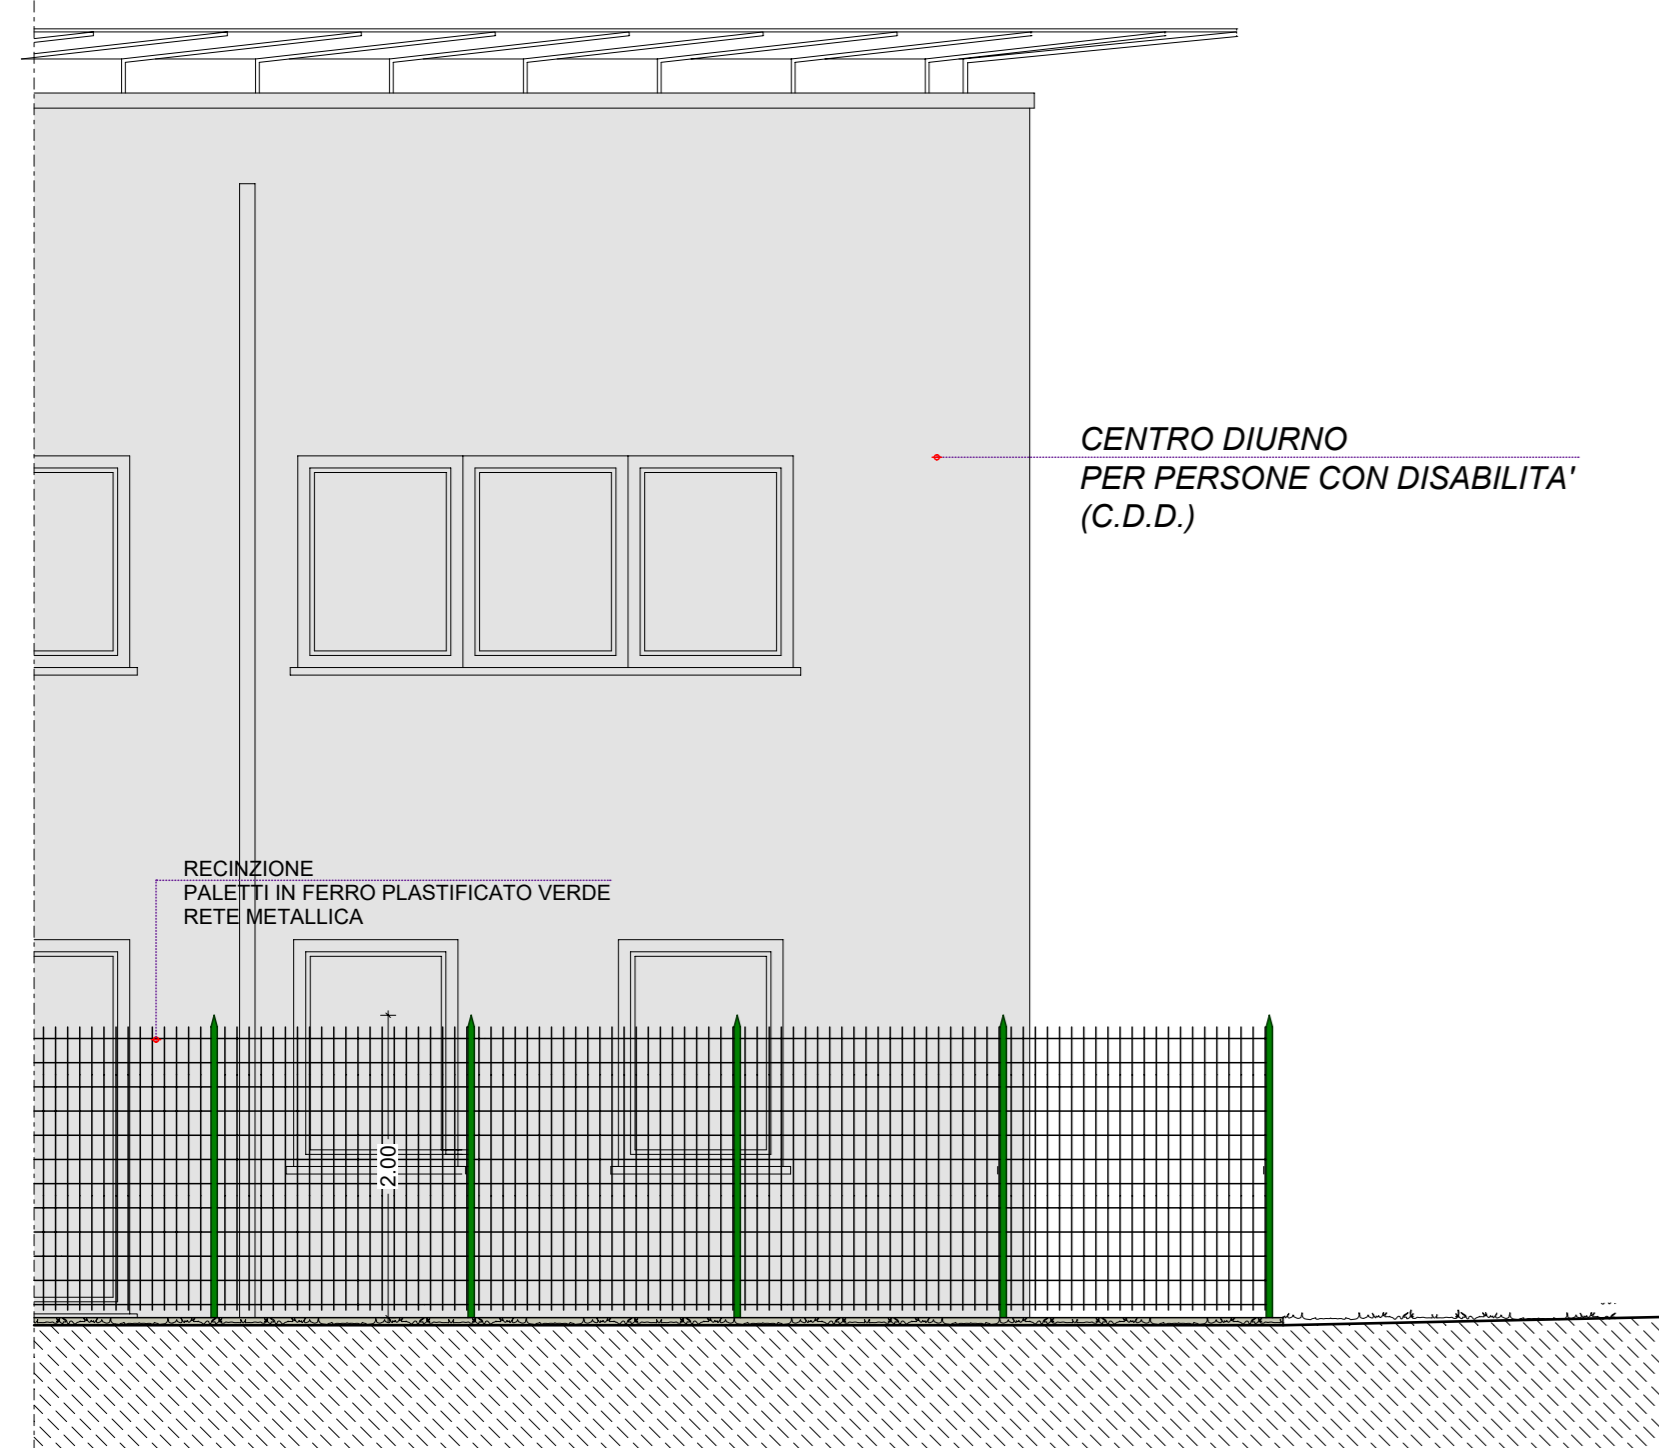 CENTRO DIURNO
PER PERSONE CON DISABILITA'
(C.D.D.)
RECINZIONE
PALETTI IN FERRO PLASTIFICATO VERDE
RETE METALLICA
2.00